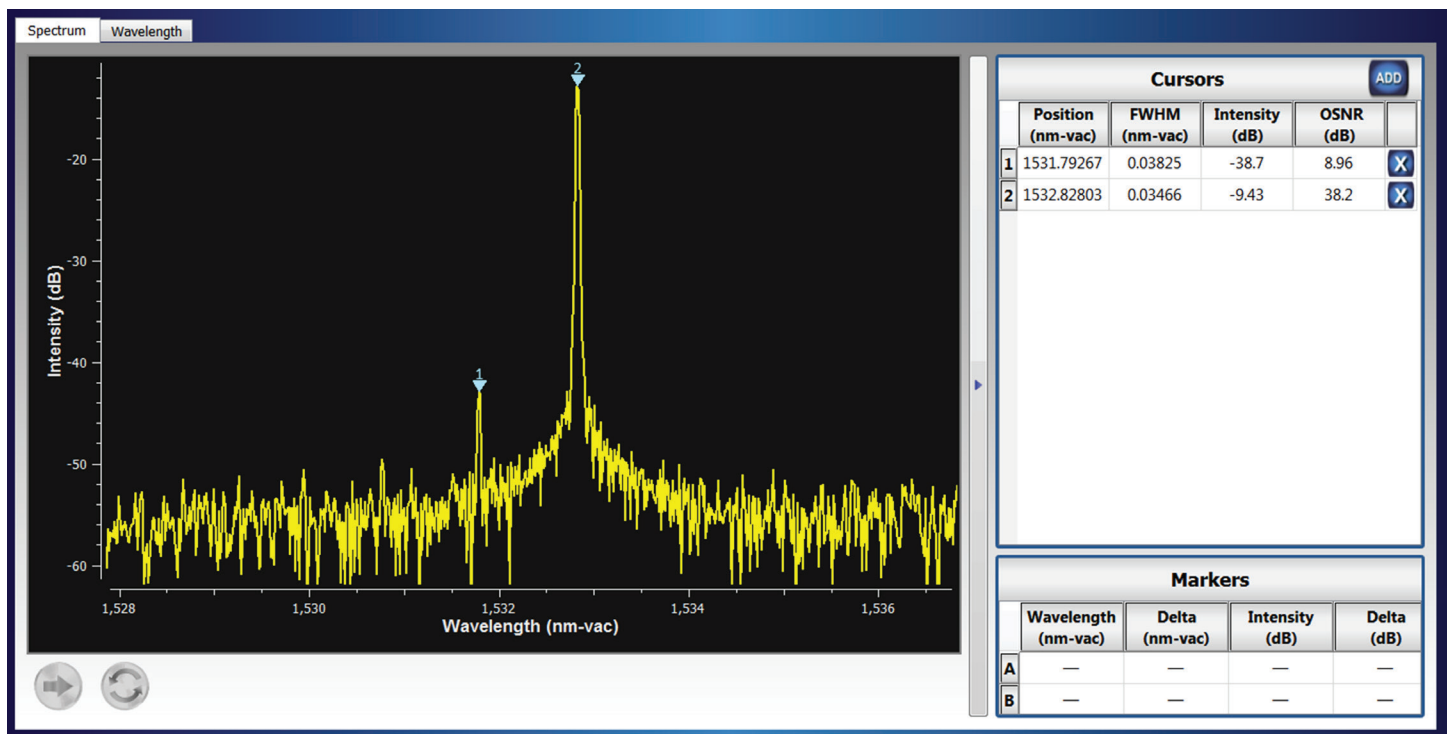 Spectrum Wavelength
2
1
-20
-30
-40
-50
-60
Intensity (dB)
1,528 1,530 1,532 1,534 1,536
Wavelength (nm-vac)
Cursors ADD
Position (nm-vac) FWHM (nm-vac) Intensity (dB) OSNR (dB)
1 1531.79267 0.03825 -38.7 8.96 X
2 1532.82803 0.03466 -9.43 38.2 X
Markers
Wavelength (nm-vac) Delta (nm-vac) Intensity (dB) Delta (dB)
A — — — —
B — — — —